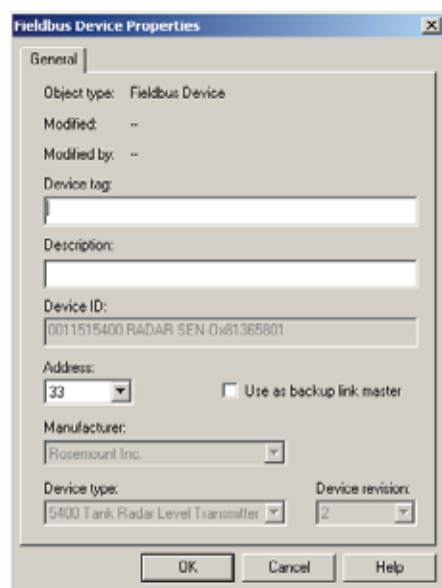 Fieldbus Device Properties
General
Object type: Fieldbus Device
Modified: --
Modified by: --
Device tag:
Description:
Device ID:
0011515400 RADAR SEN-0x81365801
Address:
33 Use as backup link master
Manufacturer:
Rosemount Inc.
Device type: Device revision:
5400 Tank Radar Level Transmitter 2
OK Cancel Help